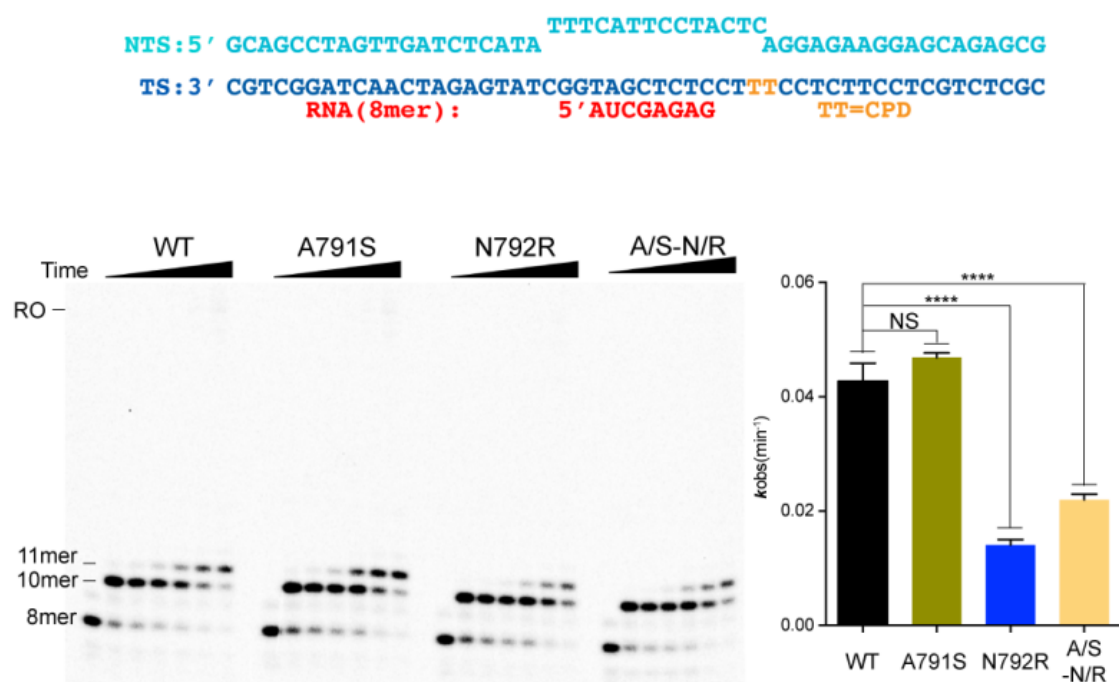 TTTCATTCCTACTC
NTS:5′ GCAGCCTAGTTGATCTCATA AGGAGAAGGAGCAGAGCG
TS:3′ CGTCGGATCAACTAGAGTATCGGTAGCTCTCCTTTCCTCTTCCTCGTCTCGC
RNA(8mer): 5′AUCGAGAG TT=CPD
WT A791S N792R A/S-N/R
Time
RO
11mer
10mer
8mer
kobs(min⁻¹)
0.06
0.04
0.02
0.00
****
****
NS
WT A791S N792R A/S
-N/R